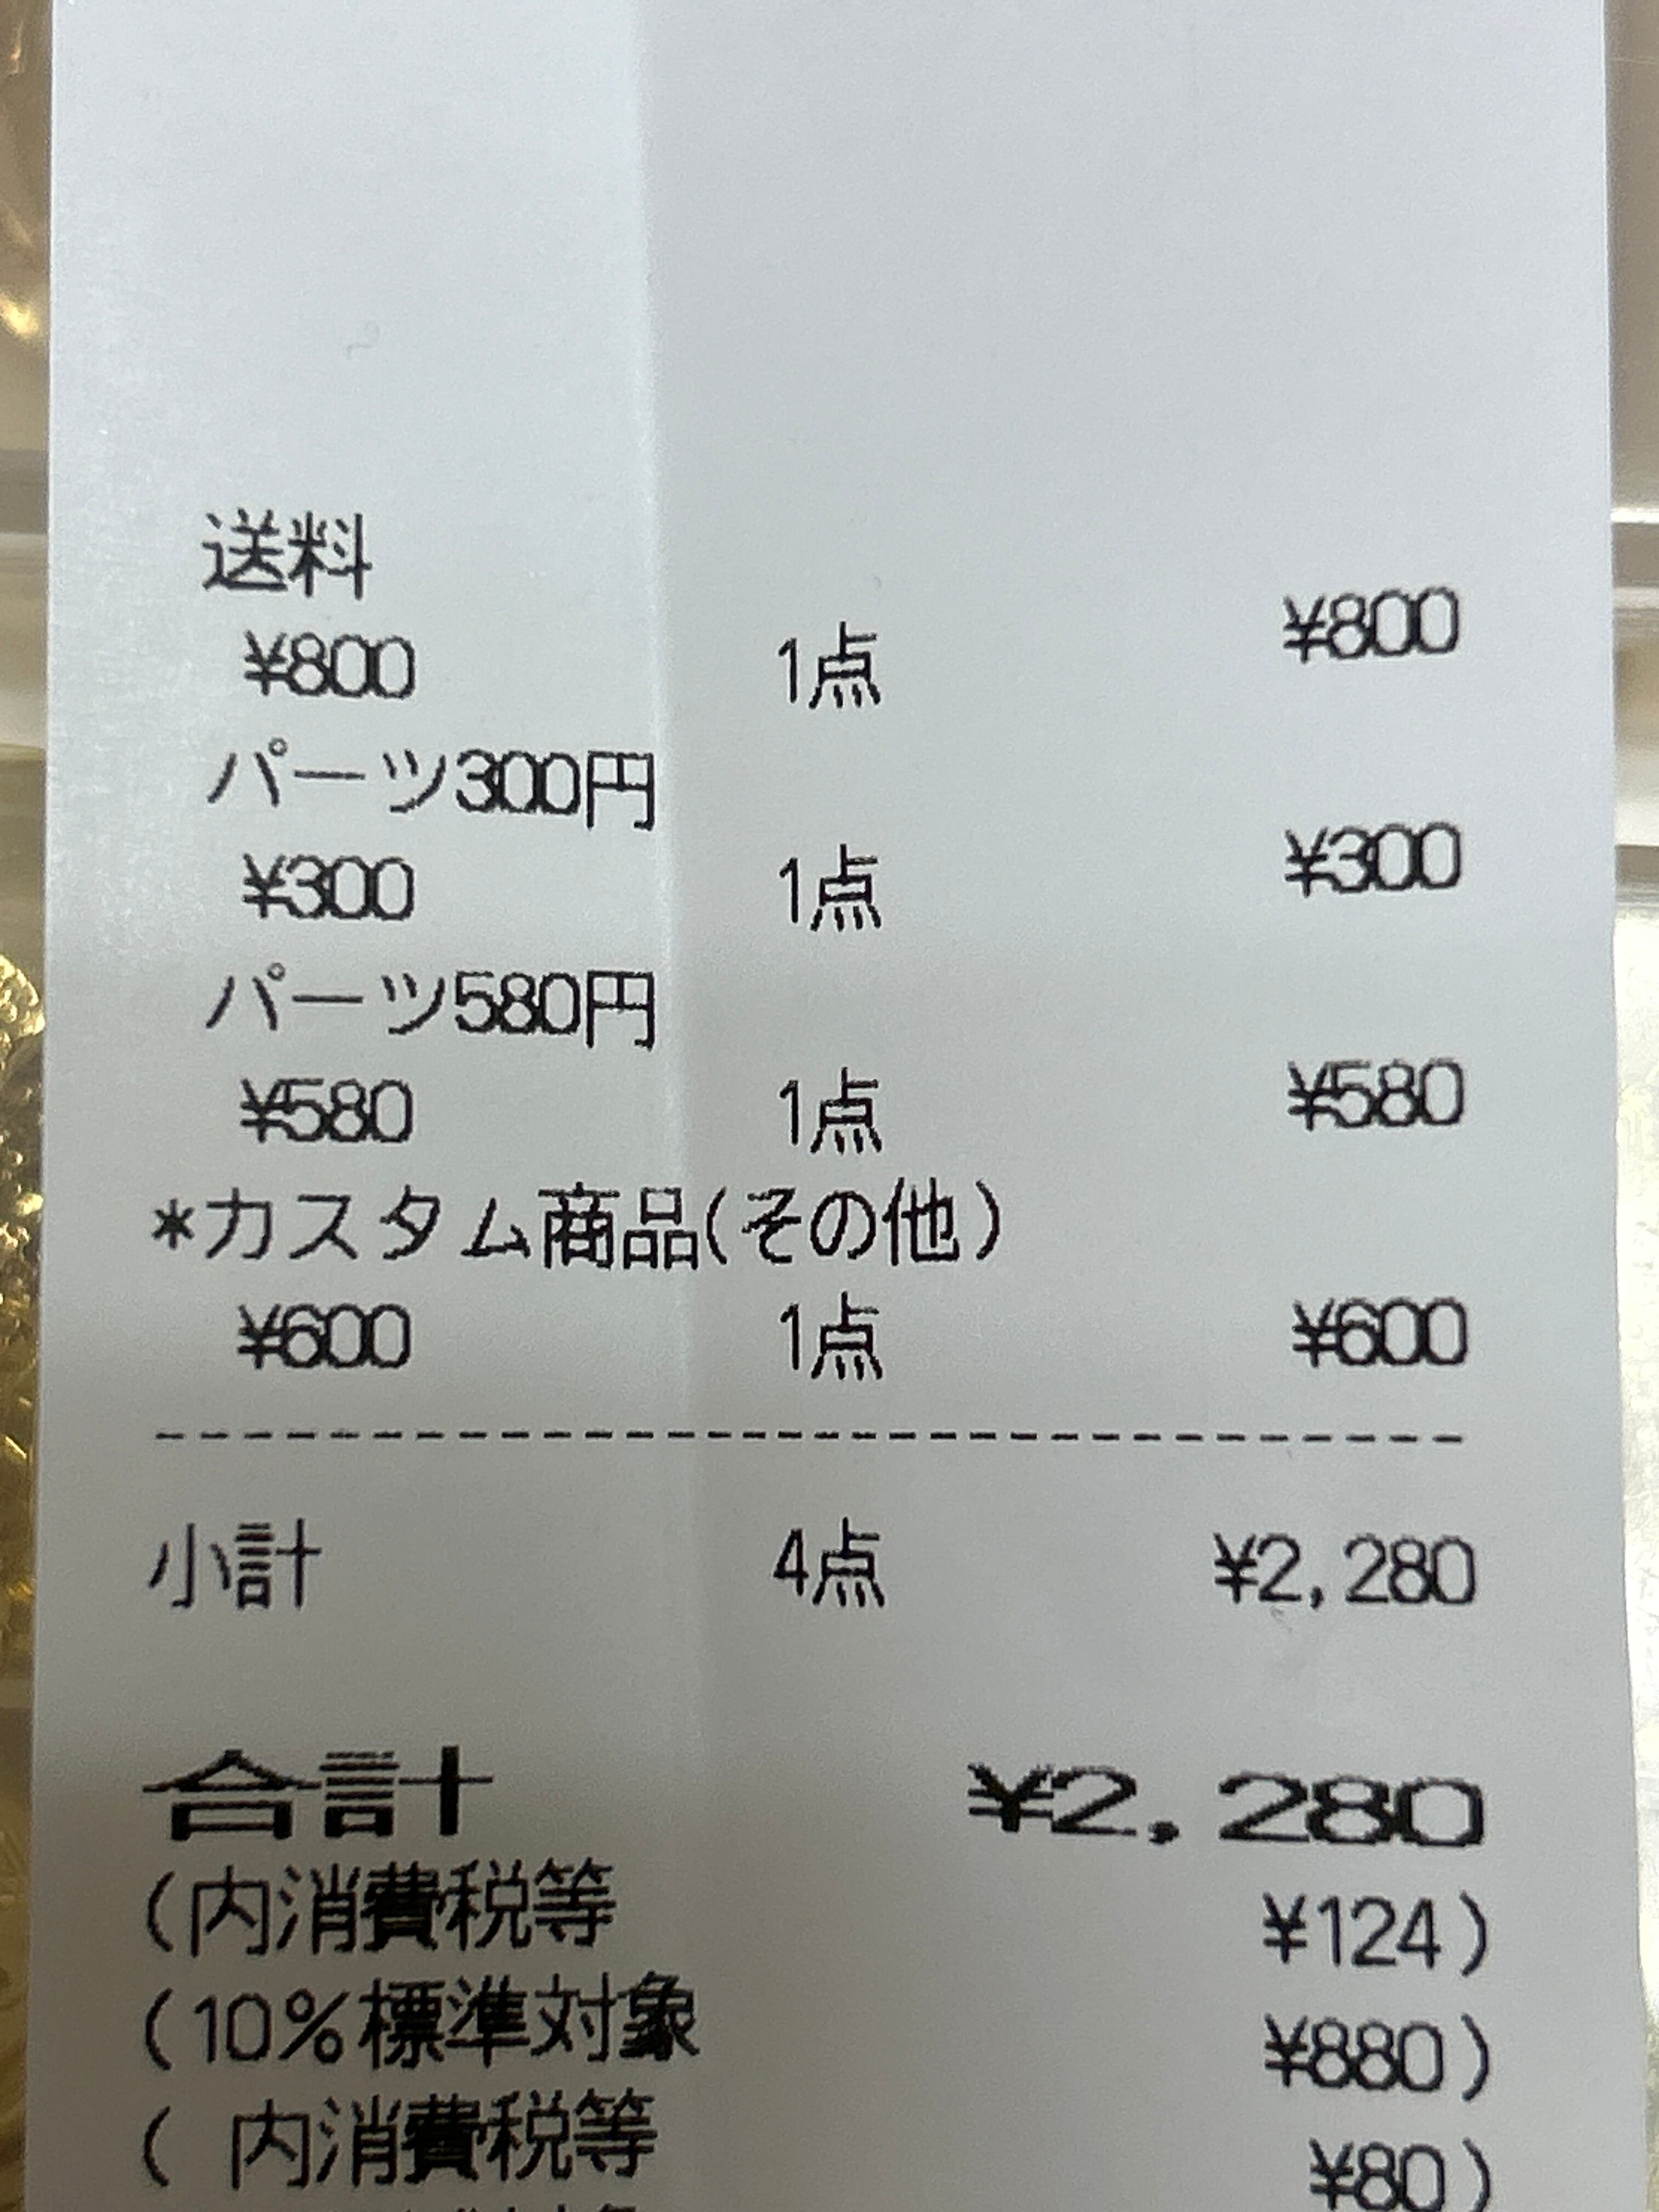 送料
¥800 1点 ¥800
パーツ300円
¥300 1点 ¥300
パーツ580円
¥580 1点 ¥580
*カスタム商品(その他)
¥600 1点 ¥600
小計 4点 ¥2,280
合計 ¥2,280
(内消費税等 ¥124)
(10%標準対象 ¥880)
( 内消費税等 ¥80)